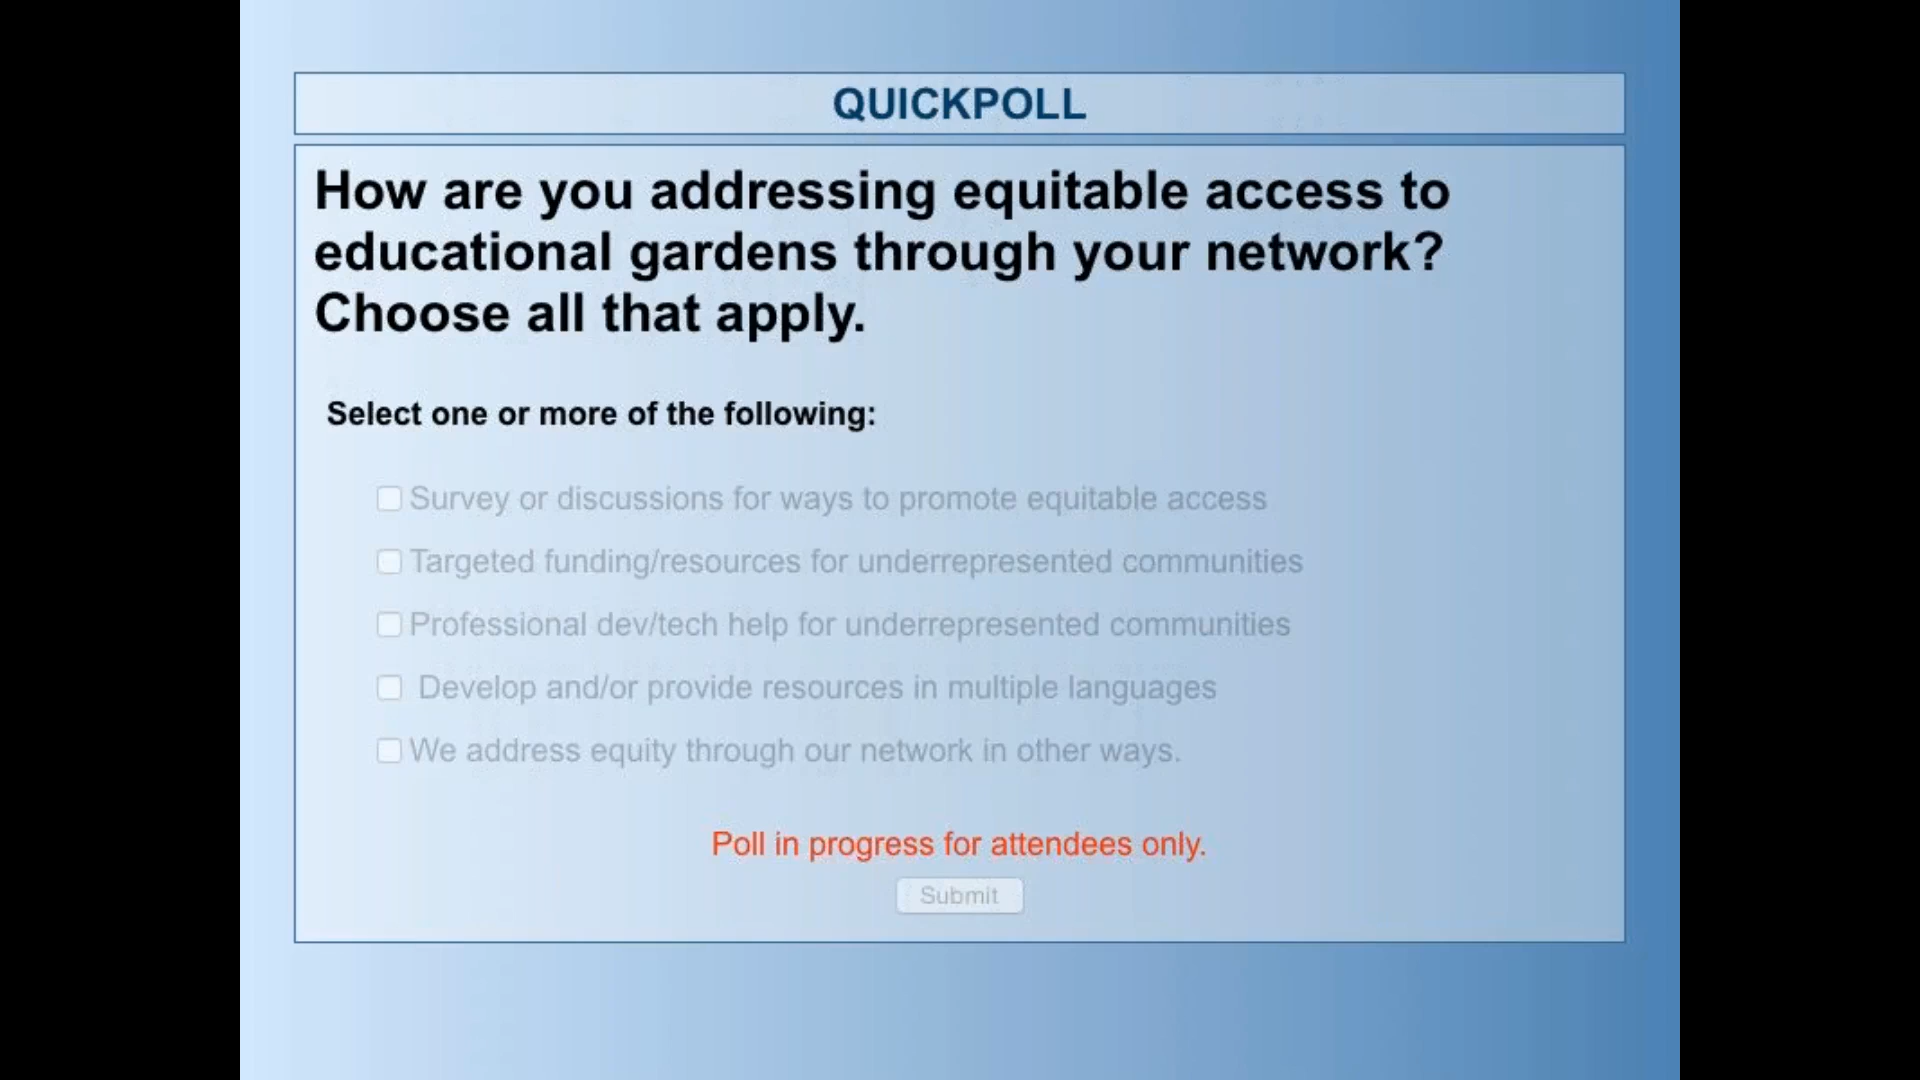 QUICKPOLL
How are you addressing equitable access to
educational gardens through your network?
Choose all that apply.
Select one or more of the following:
Survey or discussions for ways to promote equitable access
Targeted funding/resources for underrepresented communities
Professional dev/tech help for underrepresented communities
Develop and/or provide resources in multiple languages
We address equity through our network in other ways.
Poll in progress for attendees only.
Submit